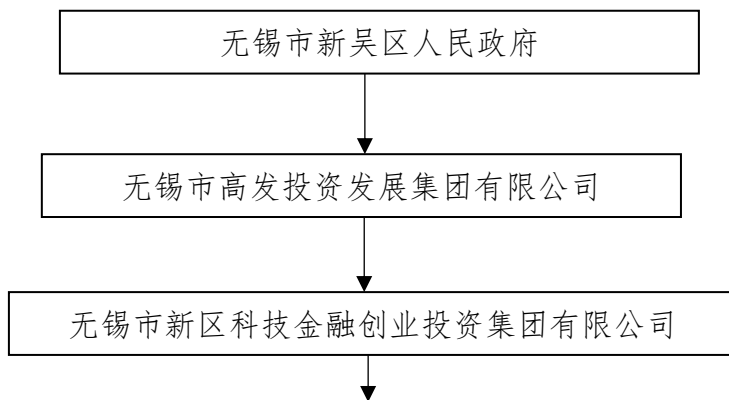 无锡市新吴区人民政府
无锡市高发投资发展集团有限公司
无锡市新区科技金融创业投资集团有限公司